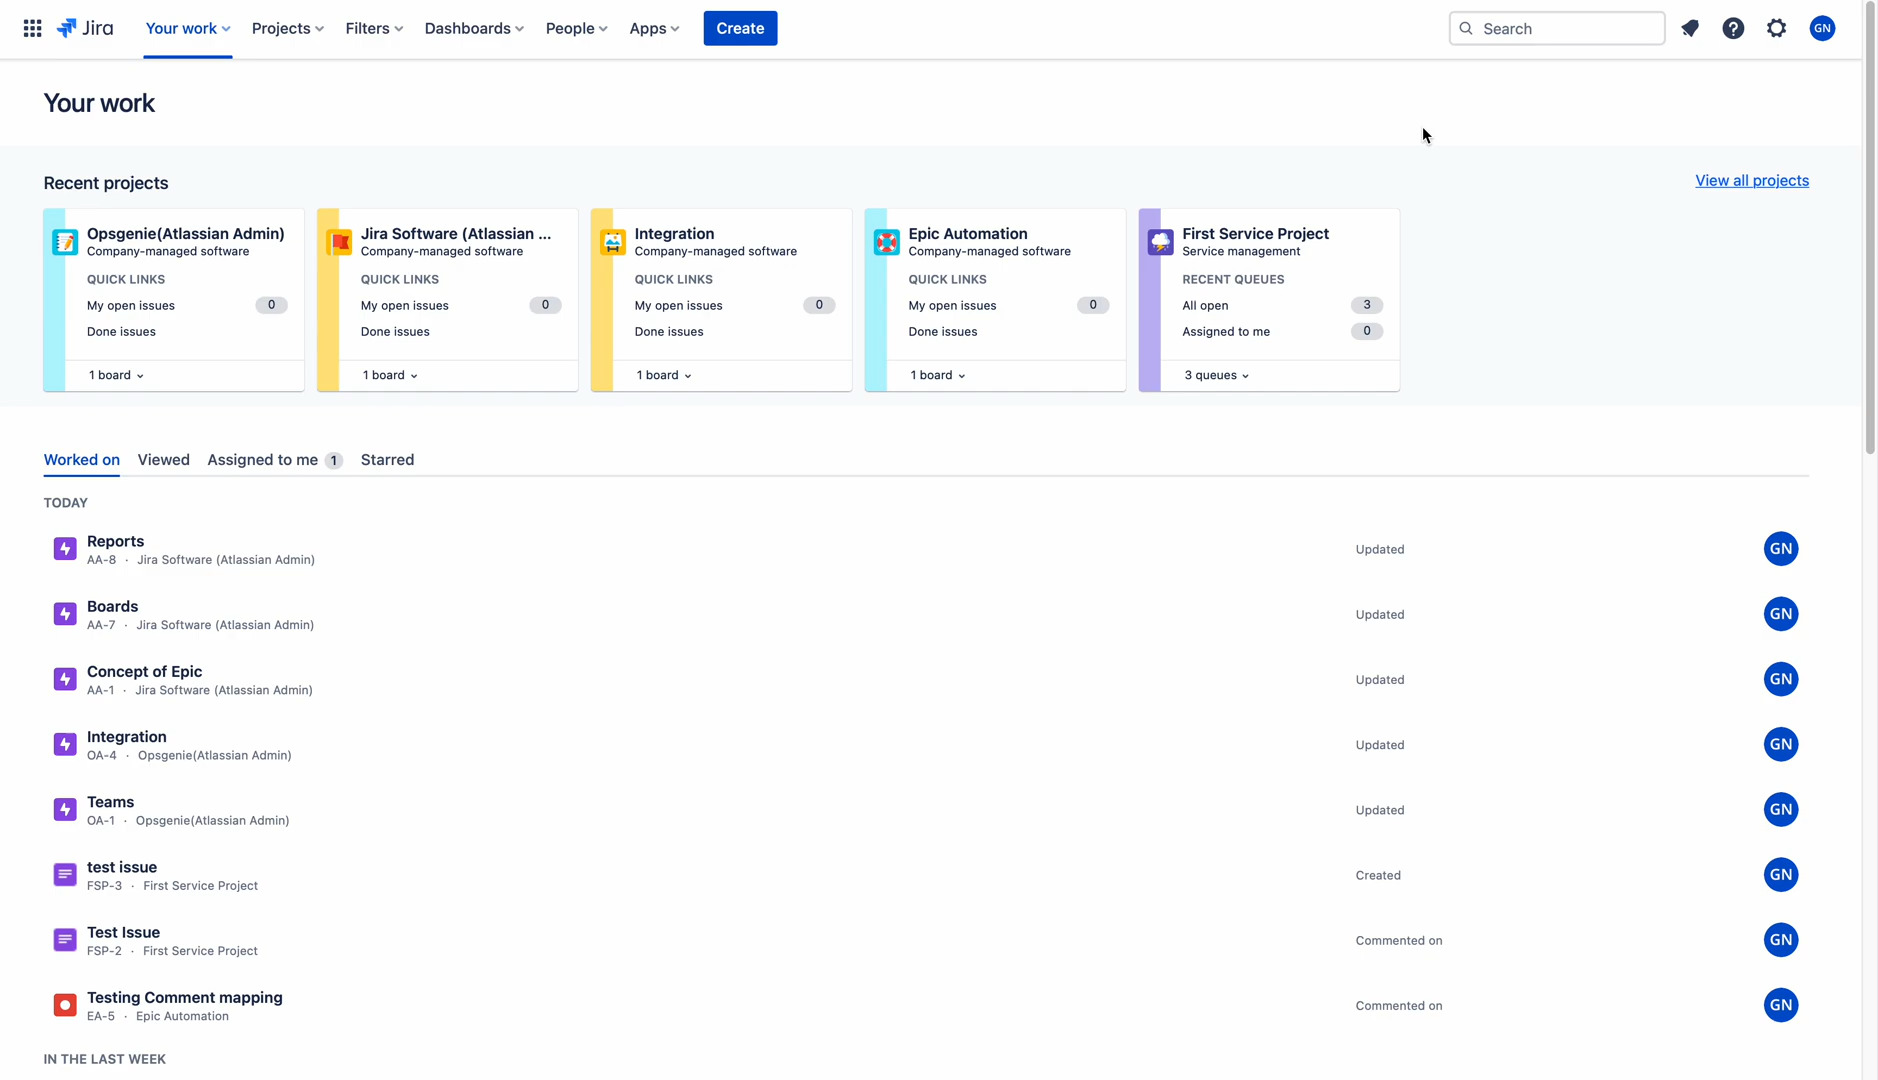 Jira Your work Projects Filters Dashboards People Apps Create Search GN
Your work
Recent projects View all projects
Opsgenie(Atlassian Admin)
Company-managed software
QUICK LINKS
My open issues 0
Done issues
1 board
Jira Software (Atlassian ...
Company-managed software
QUICK LINKS
My open issues 0
Done issues
1 board
Integration
Company-managed software
QUICK LINKS
My open issues 0
Done issues
1 board
Epic Automation
Company-managed software
QUICK LINKS
My open issues 0
Done issues
1 board
First Service Project
Service management
RECENT QUEUES
All open 3
Assigned to me 0
3 queues
Worked on Viewed Assigned to me 1 Starred
TODAY
Reports
AA-8 · Jira Software (Atlassian Admin) Updated GN
Boards
AA-7 · Jira Software (Atlassian Admin) Updated GN
Concept of Epic
AA-1 · Jira Software (Atlassian Admin) Updated GN
Integration
OA-4 · Opsgenie(Atlassian Admin) Updated GN
Teams
OA-1 · Opsgenie(Atlassian Admin) Updated GN
test issue
FSP-3 · First Service Project Created GN
Test Issue
FSP-2 · First Service Project Commented on GN
Testing Comment mapping
EA-5 · Epic Automation Commented on GN
IN THE LAST WEEK